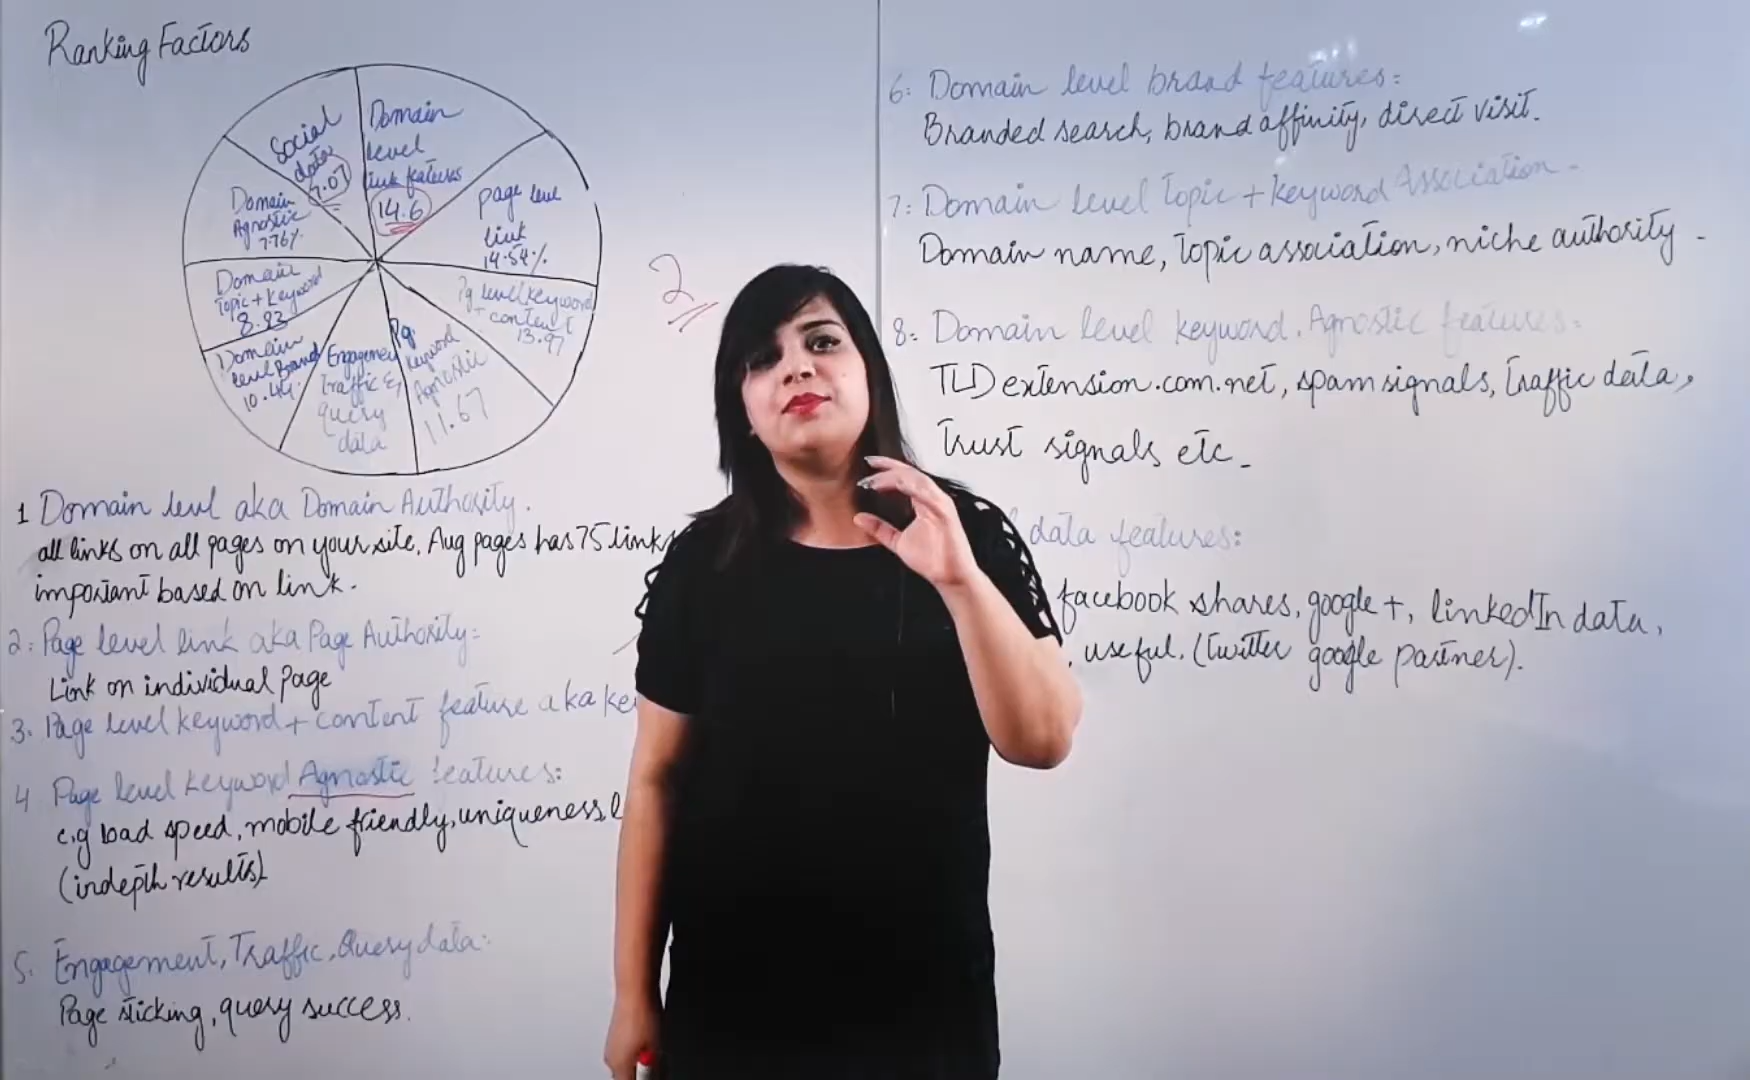 Ranking Factors
Social
data
7.07
Domain
level
link features
14.6
page level
link
14.54%
Pg level keyword
+ content
13.97
Pg.
keyword
Agnostic
11.67
Engagement
Traffic &
query
data
Domain
level Brand
10.44
Domain
Topic + Keyword
8.93
Domain
Agnostic
7.76%
2
1 Domain level aka Domain Authority.
all links on all pages on your site, Aug pages has 75 links
important based on link.
2: Page level link aka Page Authority:
Link on individual Page
3. Page level keyword + content feature aka ke
4 Page level keyword Agnostic features:
e.g load speed, mobile friendly, uniqueness,
(indepth results)
5. Engagement, Traffic, Query data:
Page sticking, query success.
6: Domain level brand features:
Branded search, brand affinity, direct visit.
7: Domain level Topic + keyword Association -
Domain name, Topic association, niche authority -
8: Domain level keyword. Agnostic features:
TLD extension .com .net, spam signals, traffic data,
Trust signals etc -
data features:
facebook shares, google +, linkedIn data,
useful. (twitter google partner).